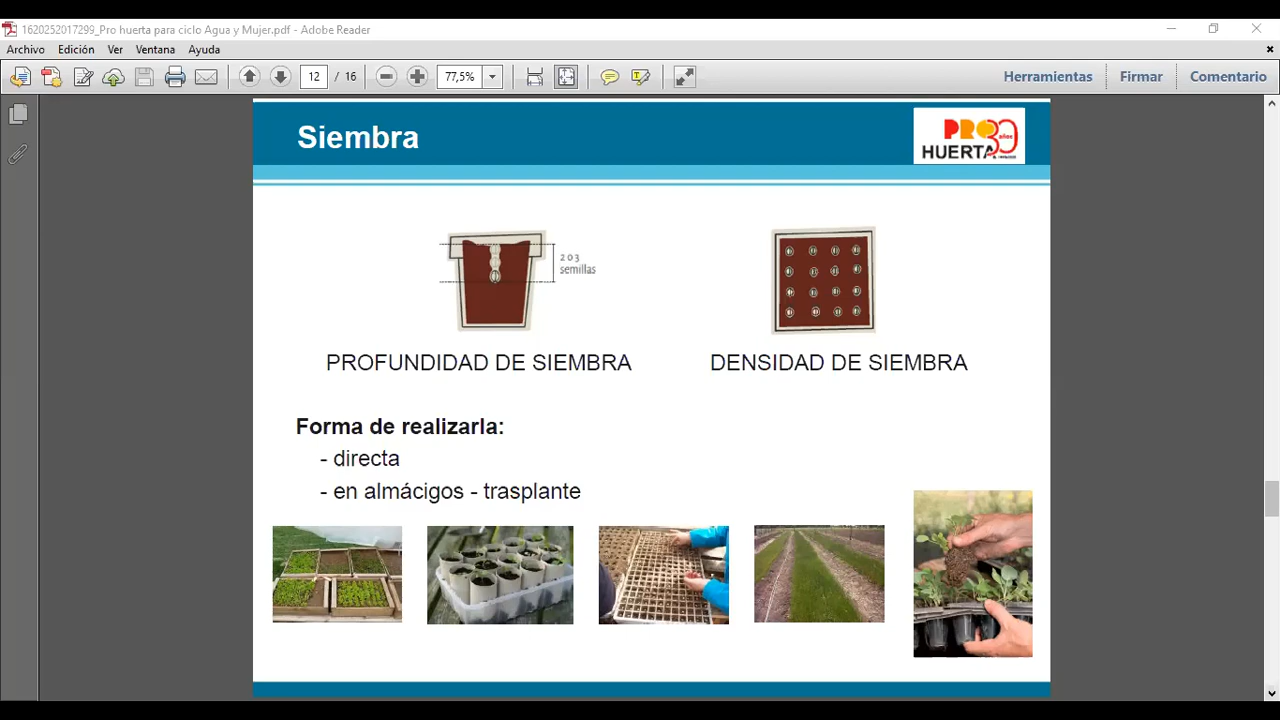 1620252017299_Pro huerta para ciclo Agua y Mujer.pdf - Adobe Reader
Archivo Edición Ver Ventana Ayuda
12 / 16 77,5% Herramientas Firmar Comentario
Siembra
PRO 30 años
HUERTA
2 o 3
semillas
PROFUNDIDAD DE SIEMBRA DENSIDAD DE SIEMBRA
Forma de realizarla:
- directa
- en almácigos - trasplante